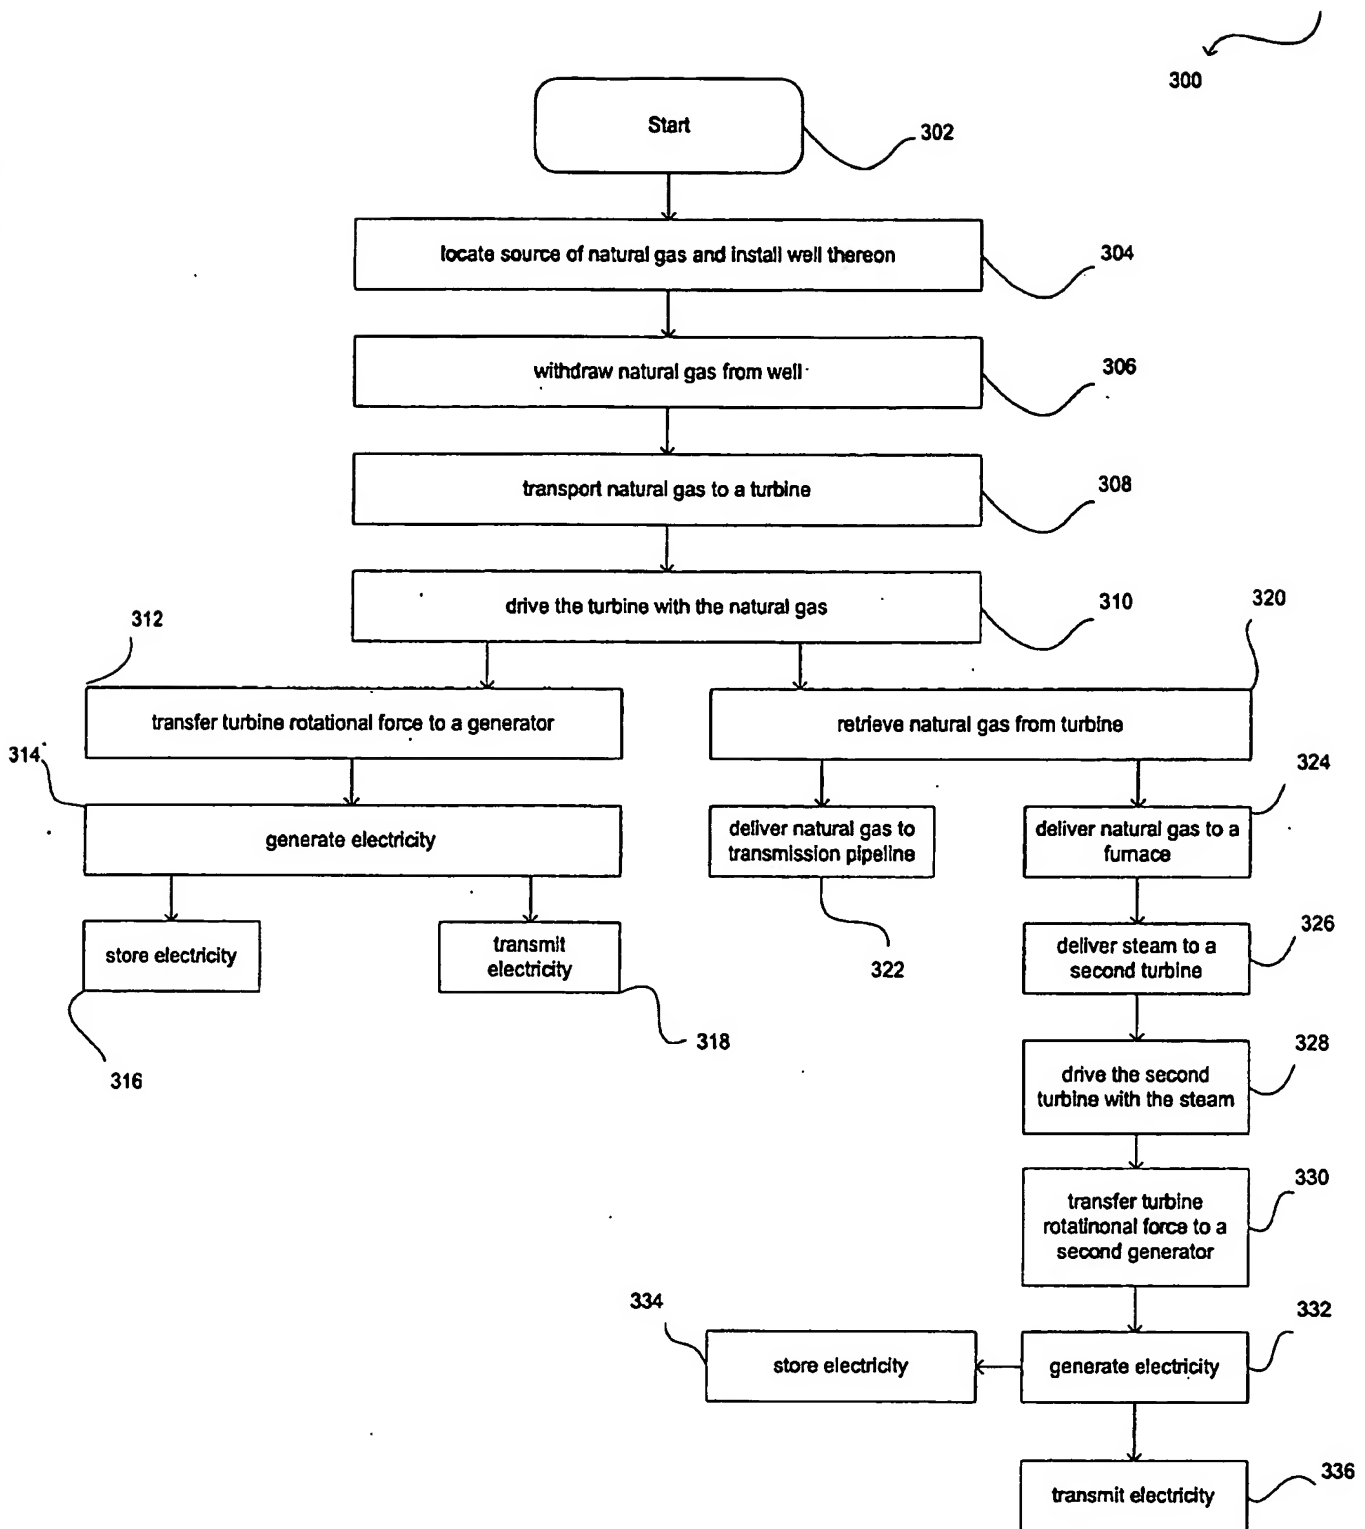 300
Start
302
locate source of natural gas and install well thereon
304
withdraw natural gas from well
306
transport natural gas to a turbine
308
drive the turbine with the natural gas
310
312
320
transfer turbine rotational force to a generator
retrieve natural gas from turbine
314
324
generate electricity
deliver natural gas to
transmission pipeline
deliver natural gas to a
furnace
store electricity
transmit
electricity
322
deliver steam to a
second turbine
326
316
318
drive the second
turbine with the steam
328
transfer turbine
rotatinonal force to a
second generator
330
334
store electricity
generate electricity
332
transmit electricity
336